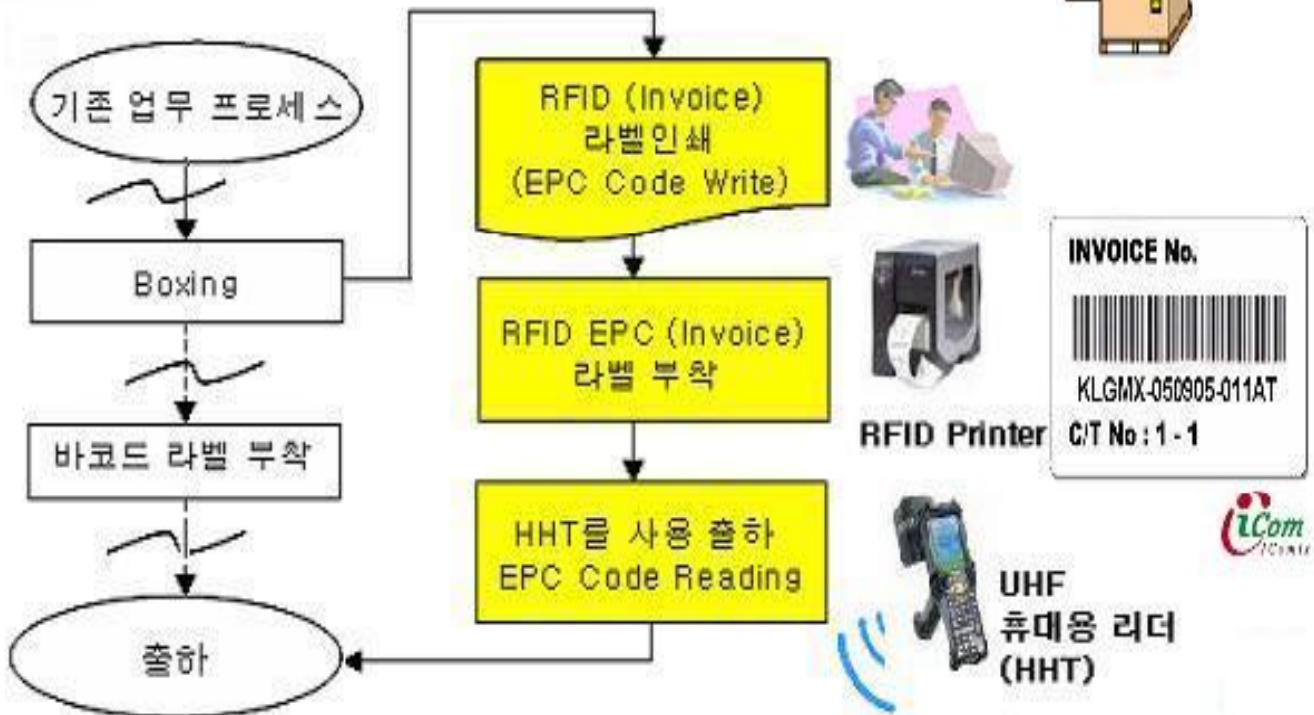 기존 업무 프로세스
Boxing
바코드 라벨 부착
출하
RFID (Invoice)
라벨인쇄
(EPC Code Write)
RFID EPC (Invoice)
라벨 부착
HHT를 사용 출하
EPC Code Reading
RFID Printer
INVOICE No.
KLGMX-050905-011AT
C/T No : 1 - 1
iCom
UHF
휴대용 리더
(HHT)